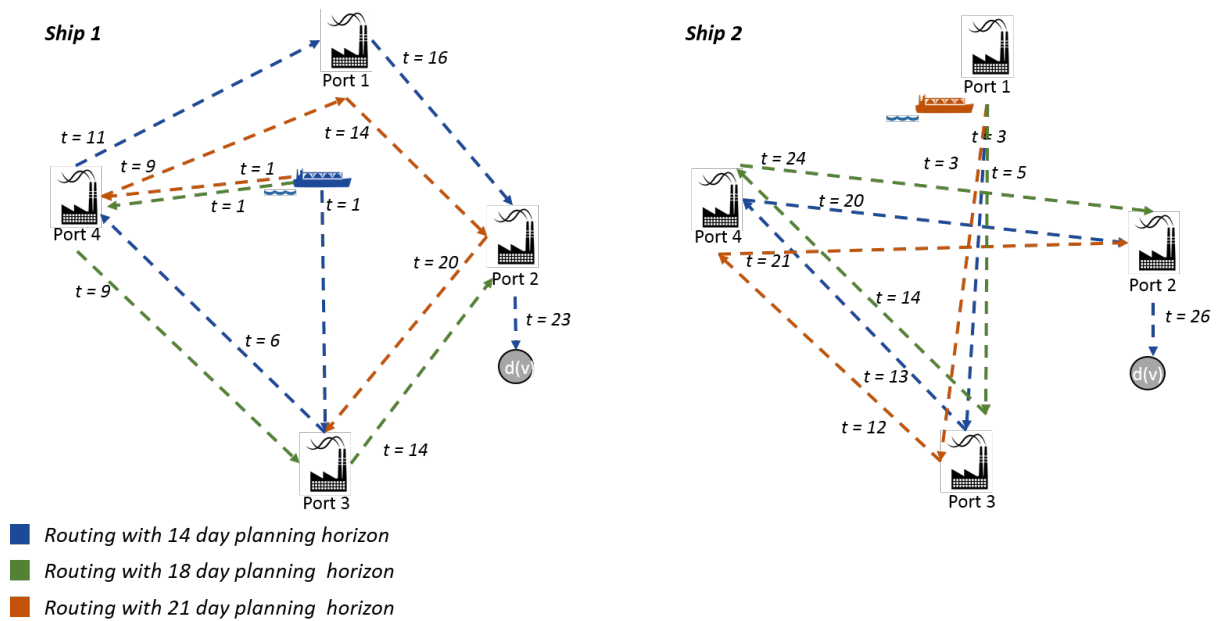 Ship 1
Port 1
t = 16
t = 11
t = 14
t = 9
t = 1
t = 1
t = 1
Port 4
t = 20
Port 2
t = 9
t = 6
t = 23
d(v)
t = 14
Port 3
Ship 2
Port 1
t = 3
t = 24
t = 3
t = 5
t = 20
Port 4
t = 21
Port 2
t = 14
t = 26
d(v)
t = 13
t = 12
Port 3
Routing with 14 day planning horizon
Routing with 18 day planning horizon
Routing with 21 day planning horizon